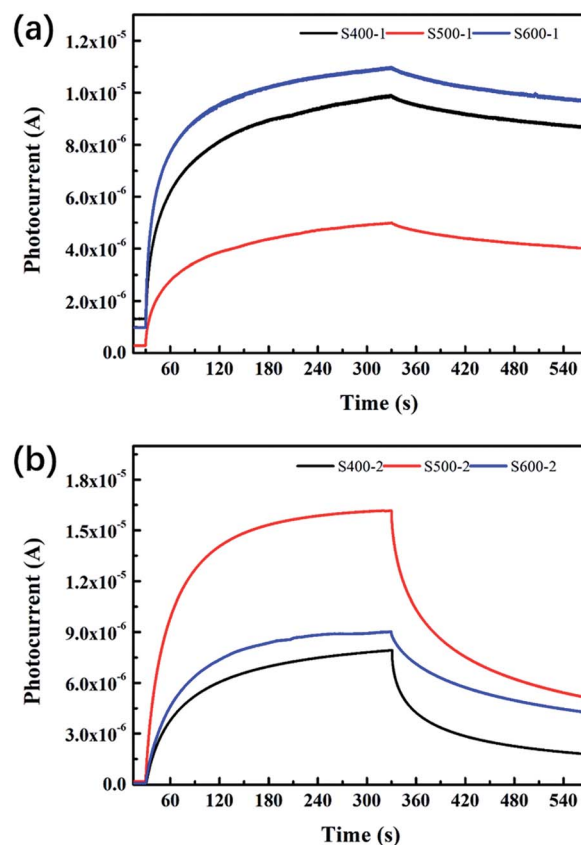 (a)
S400-1 S500-1 S600-1
1.2x10⁻⁵
1.0x10⁻⁵
8.0x10⁻⁶
6.0x10⁻⁶
4.0x10⁻⁶
2.0x10⁻⁶
0.0
Photocurrent (A)
60 120 180 240 300 360 420 480 540
Time (s)
(b)
S400-2 S500-2 S600-2
1.8x10⁻⁵
1.5x10⁻⁵
1.2x10⁻⁵
9.0x10⁻⁶
6.0x10⁻⁶
3.0x10⁻⁶
0.0
Photocurrent (A)
60 120 180 240 300 360 420 480 540
Time (s)